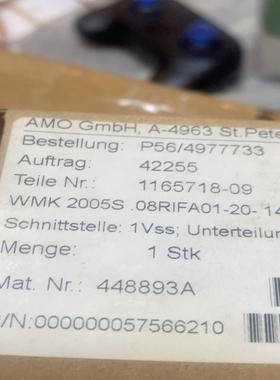 AMO GmbH, A-4963 St.Pete
Bestellung: P56/4977733
Auftrag: 42255
Teile Nr.: 1165718-09
WMK 2005S .08RIFA01-20- 14
Schnittstelle: 1Vss; Unterteilun
Menge: 1 Stk
Mat. Nr.: 448893A
/N:000000057566210